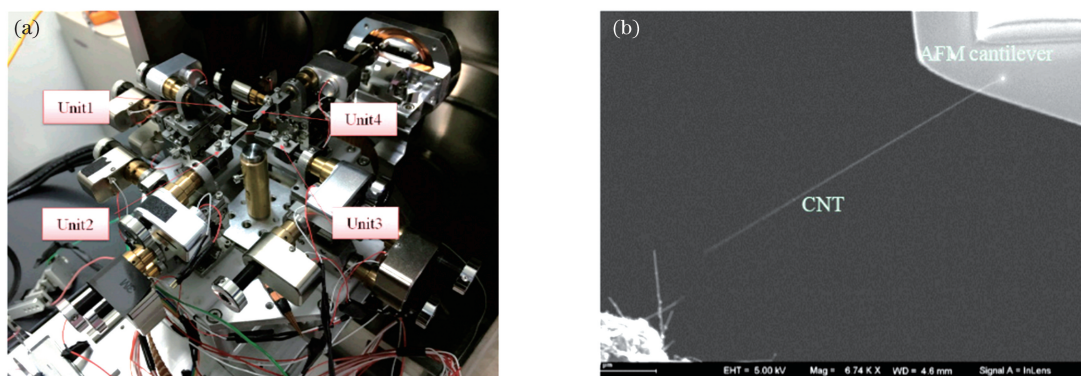 (a)
Unit1
Unit4
Unit2
Unit3
(b)
AFM cantilever
CNT
EHT = 5.00 kV Mag = 6.74 K X WD = 4.6 mm Signal A = InLens